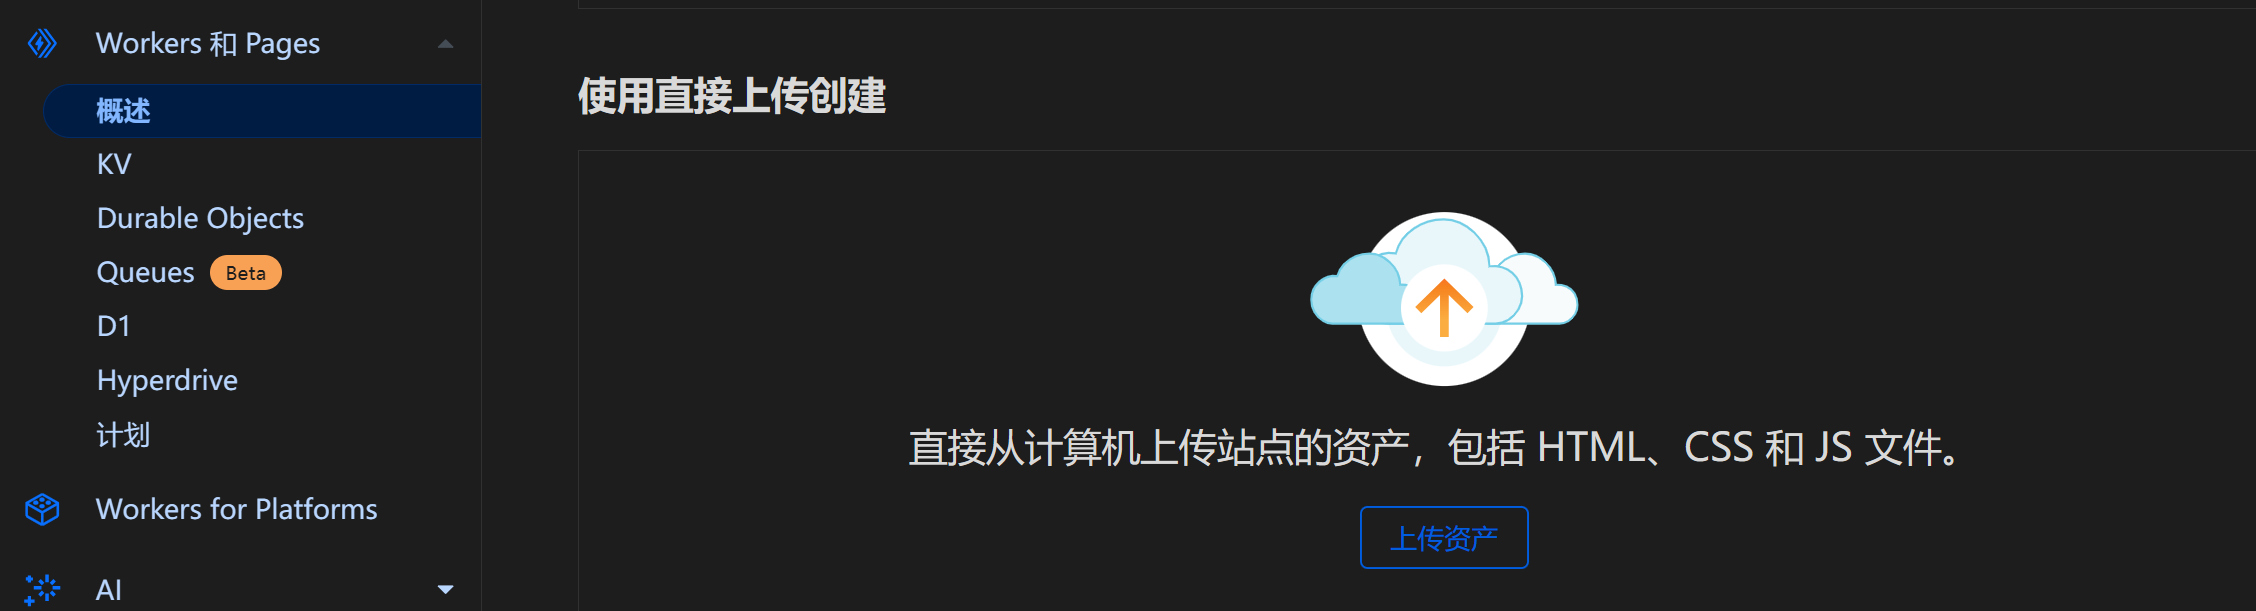 Workers 和 Pages
概述
KV
Durable Objects
Queues Beta
D1
Hyperdrive
计划
Workers for Platforms
AI
使用直接上传创建
直接从计算机上传站点的资产，包括 HTML、CSS 和 JS 文件。
上传资产